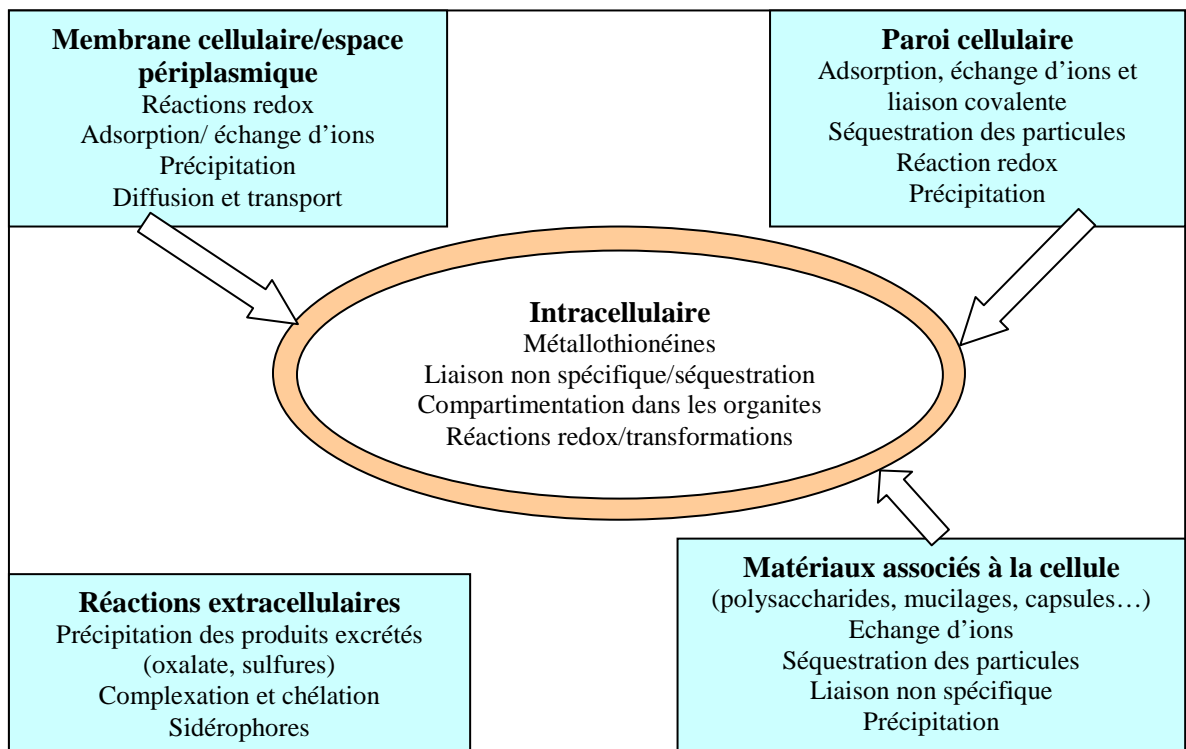 Membrane cellulaire/espace
périplasmique
Réactions redox
Adsorption/ échange d'ions
Précipitation
Diffusion et transport
Paroi cellulaire
Adsorption, échange d'ions et
liaison covalente
Séquestration des particules
Réaction redox
Précipitation
Intracellulaire
Métallothionéines
Liaison non spécifique/séquestration
Compartimentation dans les organites
Réactions redox/transformations
Réactions extracellulaires
Précipitation des produits excrétés
(oxalate, sulfures)
Complexation et chélation
Sidérophores
Matériaux associés à la cellule
(polysaccharides, mucilages, capsules…)
Echange d'ions
Séquestration des particules
Liaison non spécifique
Précipitation